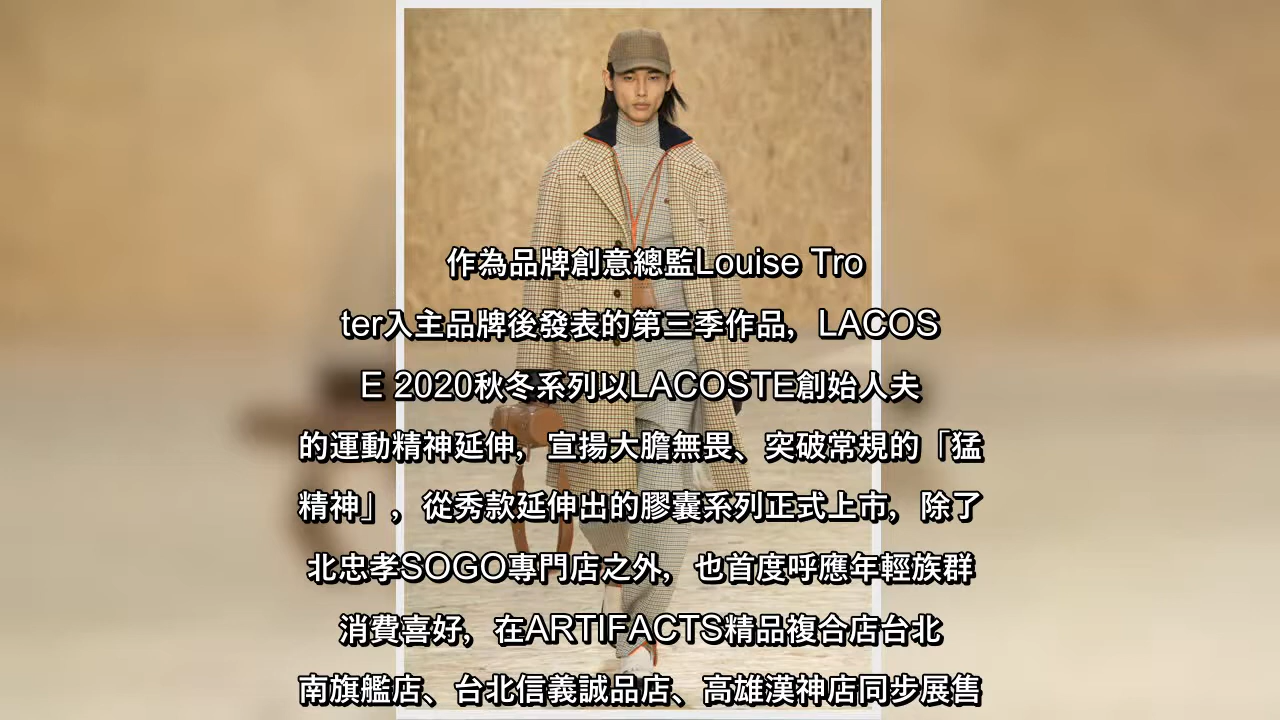 作為品牌創意總監Louise Tro
ter入主品牌後發表的第三季作品，LACOS
E 2020秋冬系列以LACOSTE創始人夫
的運動精神延伸，宣揚大膽無畏、突破常規的「猛
精神」，從秀款延伸出的膠囊系列正式上市，除了
北忠孝SOGO專門店之外，也首度呼應年輕族群
消費喜好，在ARTIFACTS精品複合店台北
南旗艦店、台北信義誠品店、高雄漢神店同步展售